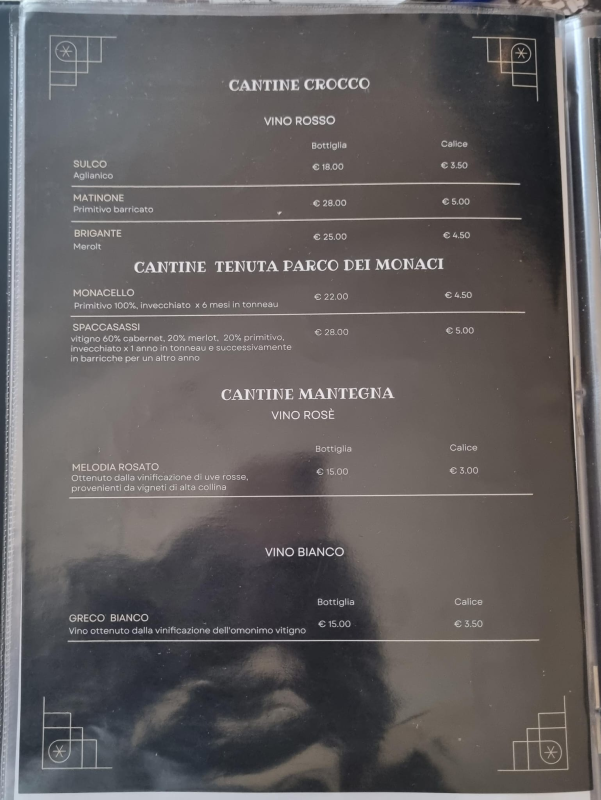 CANTINE CROCCO
VINO ROSSO
Bottiglia Calice
SULCO € 18.00 € 3.50
Aglianico
MATINONE € 28.00 € 5.00
Primitivo barricato
BRIGANTE € 25.00 € 4.50
Merolt
CANTINE TENUTA PARCO DEI MONACI
MONACELLO € 22.00 € 4.50
Primitivo 100%, invecchiato x 6 mesi in tonneau
SPACCASASSI € 28.00 € 5.00
vitigno 60% cabernet, 20% merlot, 20% primitivo,
invecchiato x 1 anno in tonneau e successivamente
in barricche per un altro anno
CANTINE MANTEGNA
VINO ROSÈ
Bottiglia Calice
MELODIA ROSATO € 15.00 € 3.00
Ottenuto dalla vinificazione di uve rosse,
provenienti da vigneti di alta collina
VINO BIANCO
Bottiglia Calice
GRECO BIANCO € 15.00 € 3.50
Vino ottenuto dalla vinificazione dell'omonimo vitigno